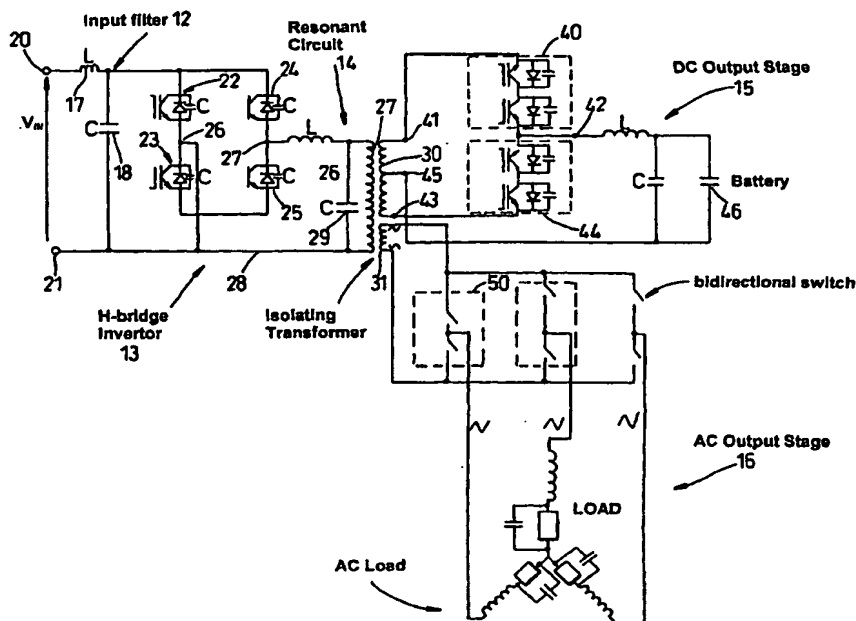 Input filter 12
20
L
17
V_IN
C
18
21
22
24
C
C
23
26
27
C
C
25
28
H-bridge
Invertor
13
Resonant
Circuit
14
L
26
C
29
27
30
45
43
31
41
Isolating
Transformer
40
42
44
DC Output Stage
15
L
C
Battery
46
50
bidirectional switch
AC Output Stage
16
LOAD
AC Load